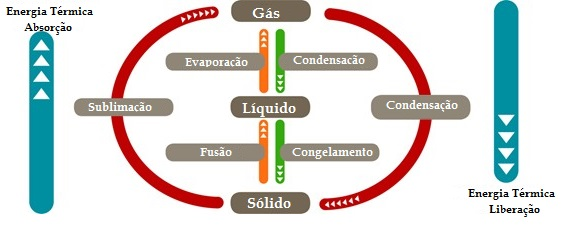 Energia Térmica
Absorção
Gás
Evaporação
Condensacão
Sublimação
Líquido
Condensação
Fusão
Congelamento
Sólido
Energia Térmica
Liberação